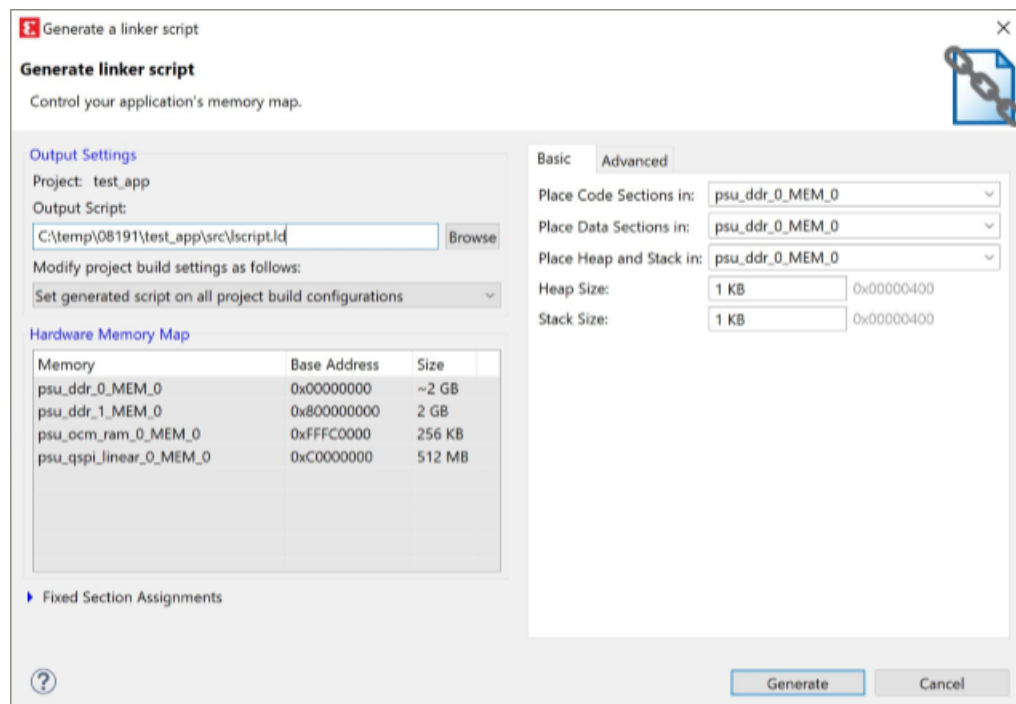 Generate a linker script
Generate linker script
Control your application's memory map.
Output Settings
Project: test_app
Output Script:
C:\temp\08191\test_app\src\lscript.ld
Browse
Modify project build settings as follows:
Set generated script on all project build configurations
Hardware Memory Map
Memory Base Address Size
psu_ddr_0_MEM_0 0x00000000 ~2 GB
psu_ddr_1_MEM_0 0x800000000 2 GB
psu_ocm_ram_0_MEM_0 0xFFFC0000 256 KB
psu_qspi_linear_0_MEM_0 0xC0000000 512 MB
Fixed Section Assignments
Basic Advanced
Place Code Sections in: psu_ddr_0_MEM_0
Place Data Sections in: psu_ddr_0_MEM_0
Place Heap and Stack in: psu_ddr_0_MEM_0
Heap Size: 1 KB 0x00000400
Stack Size: 1 KB 0x00000400
?
Generate Cancel